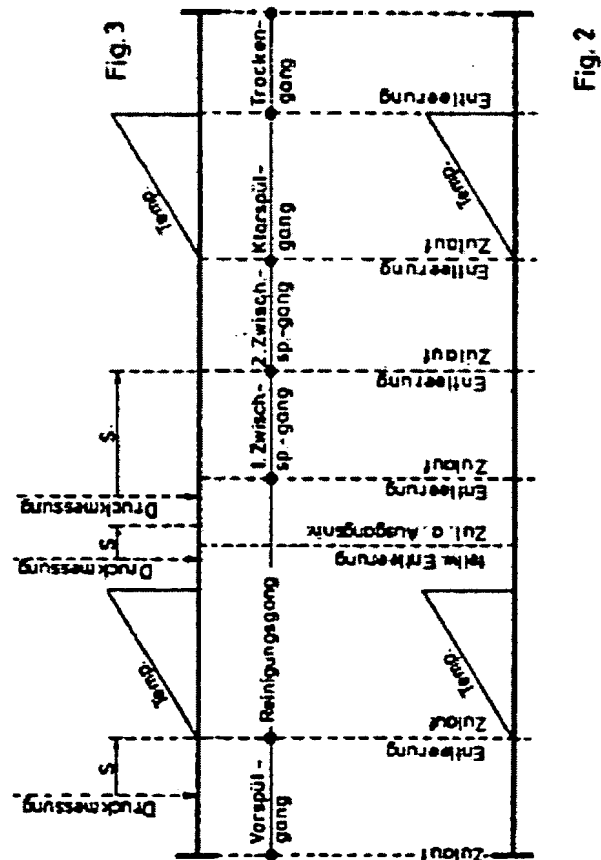 Fig. 3
Druckmessung
S
Temp.
Druckmessung
S
Druckmessung
S
Temp.
Vorspül-
gang
Reinigungsgang
1. Zwisch.-
sp.-gang
2. Zwisch.-
sp.-gang
Klarspül-
gang
Trocken-
gang
Zulauf
Entleerung
Zulauf
Temp.
teilw. Entleerung
Zul. a. Ausgangsniv.
Entleerung
Zulauf
Entleerung
Zulauf
Entleerung
Zulauf
Temp.
Entleerung
Fig. 2